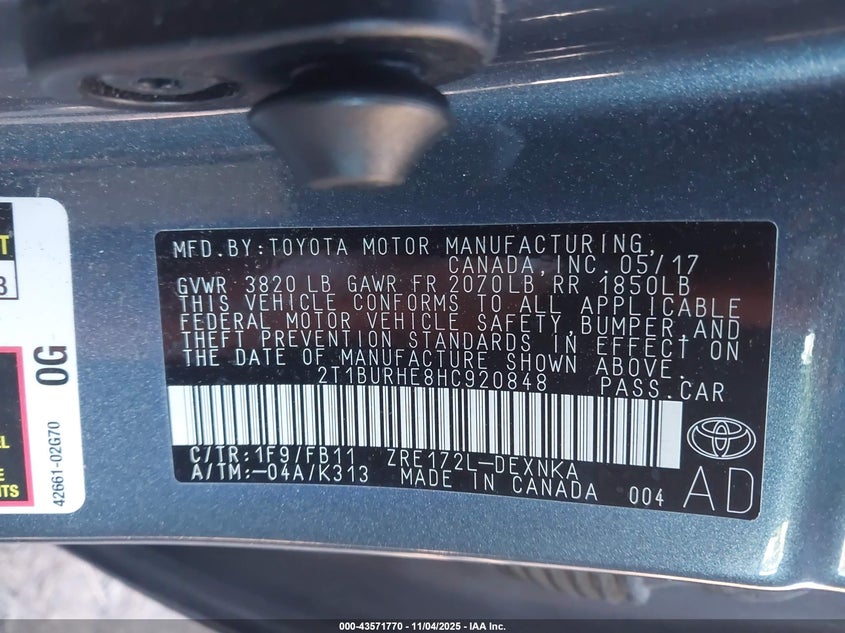 MFD.BY:TOYOTA MOTOR MANUFACTURING,
CANADA,INC. 05/17
GVWR 3820 LB GAWR FR 2070LB RR 1850LB
THIS VEHICLE CONFORMS TO ALL APPLICABLE
FEDERAL MOTOR VEHICLE SAFETY,BUMPER,AND
THEFT PREVENTION STANDARDS IN EFFECT ON
THE DATE OF MANUFACTURE SHOWN ABOVE.
2T1BURHE8HC920848 PASS.CAR
C/TR:1F9/FB11 ZRE172L-DEXNKA
A/TM:-04A/K313 MADE IN CANADA 004
AD
0G
42661-02G70
000-43571770 - 11/04/2025 - IAA Inc.